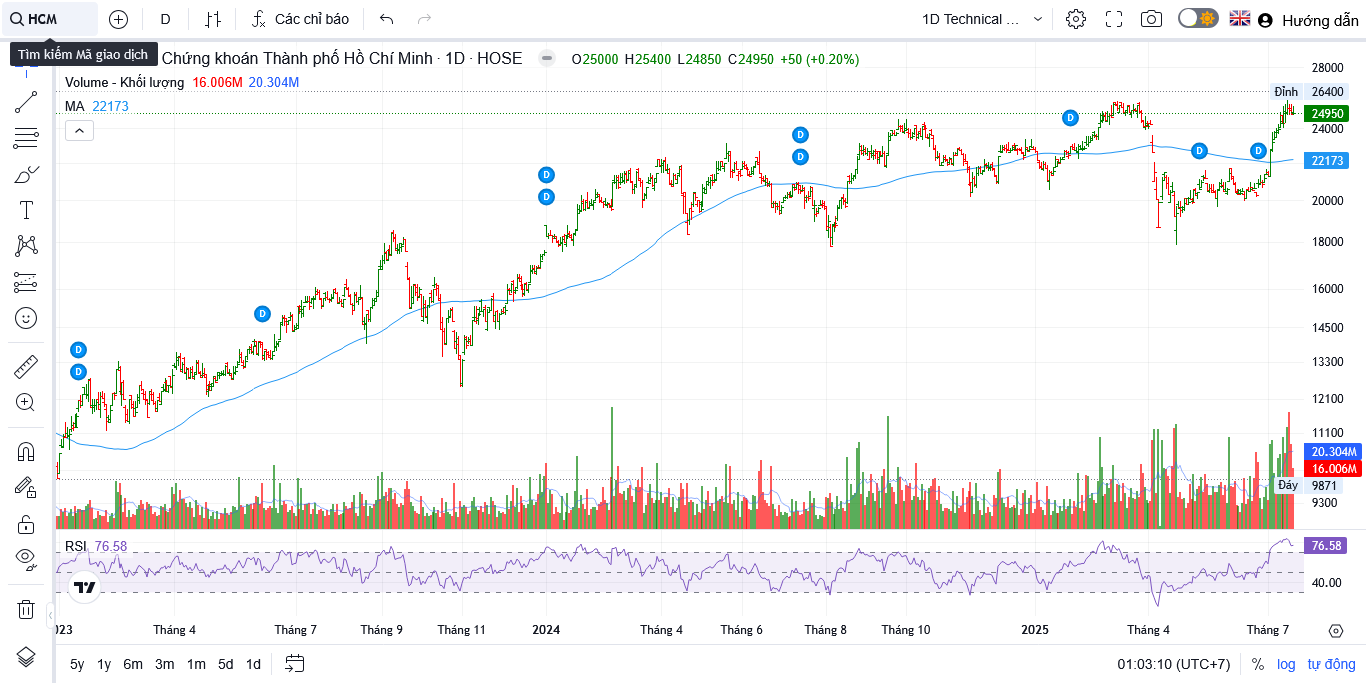 HCM
D
Các chỉ báo
1D Technical ...
Hướng dẫn
Tìm kiếm Mã giao dịch
Chứng khoán Thành phố Hồ Chí Minh · 1D · HOSE
O25000 H25400 L24850 C24950 +50 (+0.20%)
Volume - Khối lượng 16.006M 20.304M
MA 22173
28000
Đỉnh 26400
24950
24000
22173
20000
18000
16000
14500
13300
12100
11100
20.304M
16.006M
Đáy 9871
9300
D
D
D
D
D
D
D
D
D
D
RSI 76.58
76.58
40.00
023 Tháng 4 Tháng 7 Tháng 9 Tháng 11 2024 Tháng 4 Tháng 6 Tháng 8 Tháng 10 2025 Tháng 4 Tháng 7
5y 1y 6m 3m 1m 5d 1d
01:03:10 (UTC+7) % log tự động